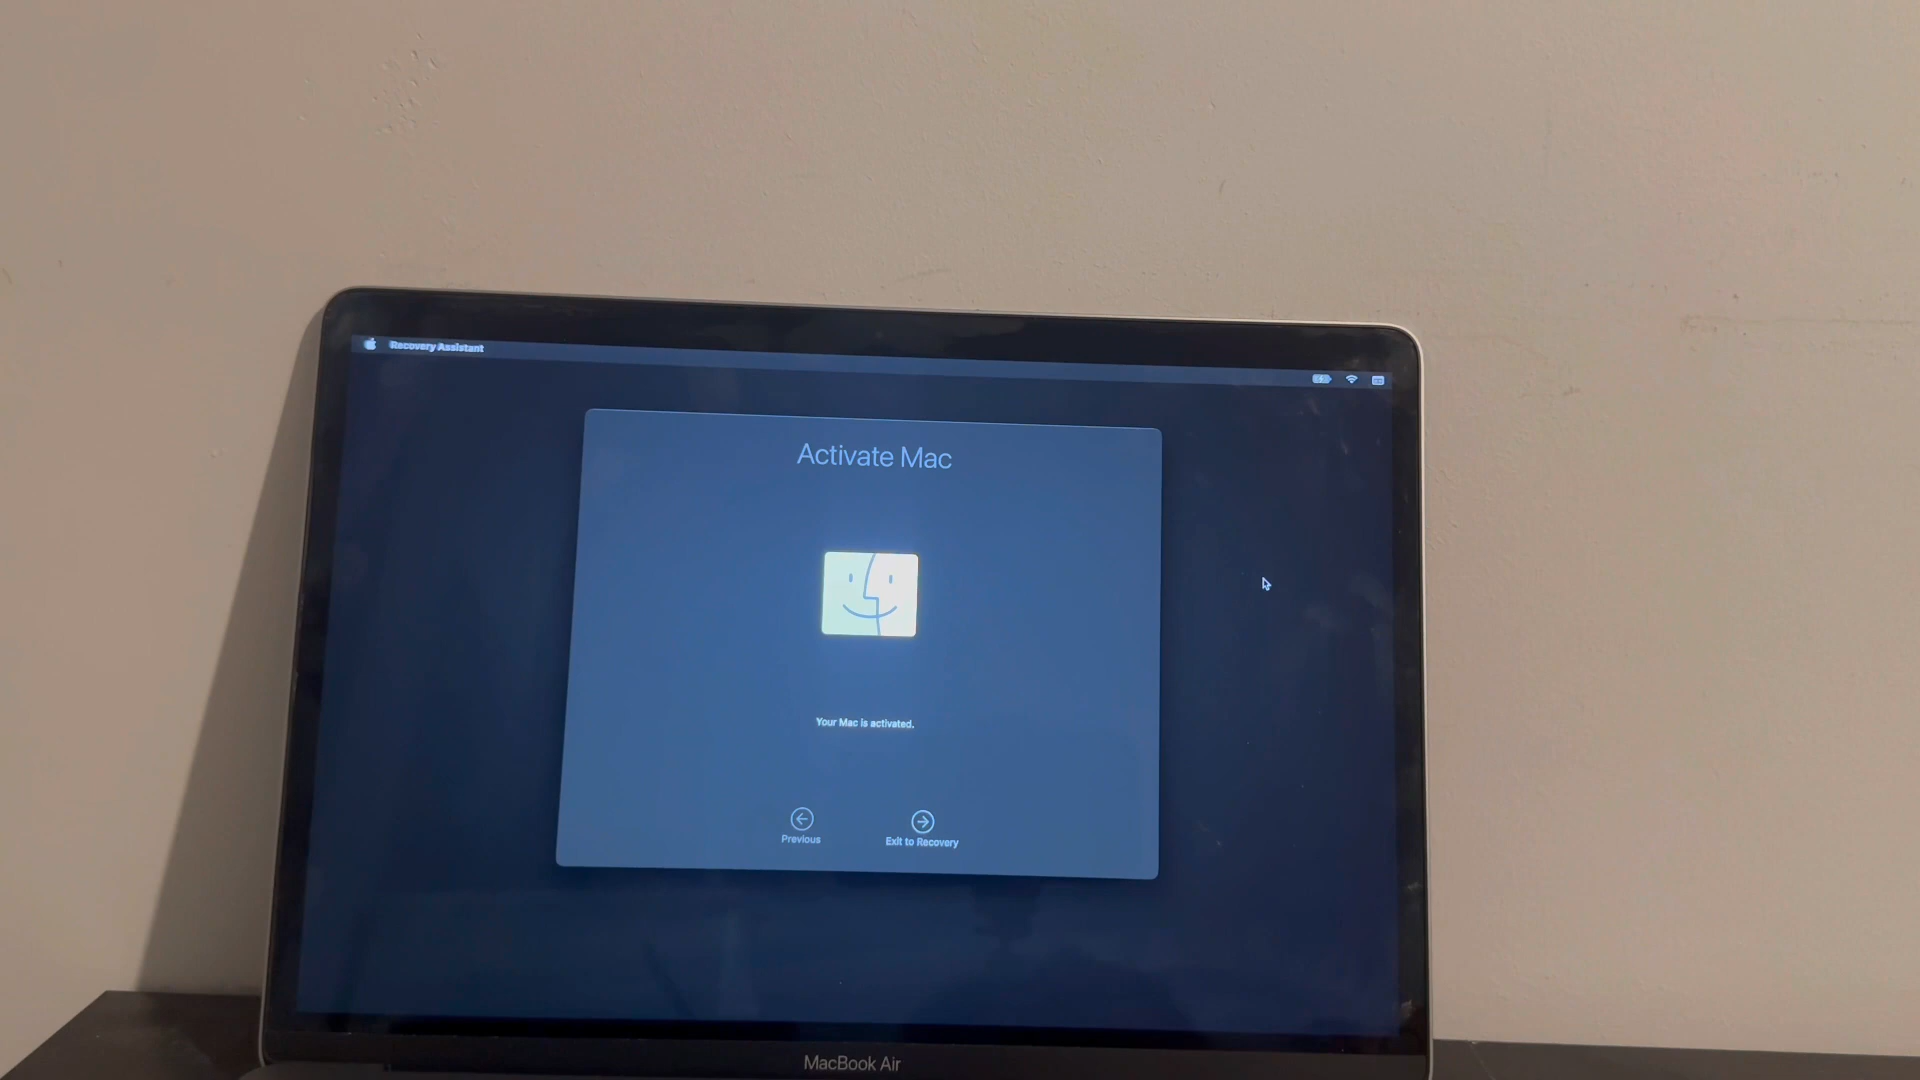 Recovery Assistant
Activate Mac
Your Mac is activated.
Previous
Exit to Recovery
MacBook Air